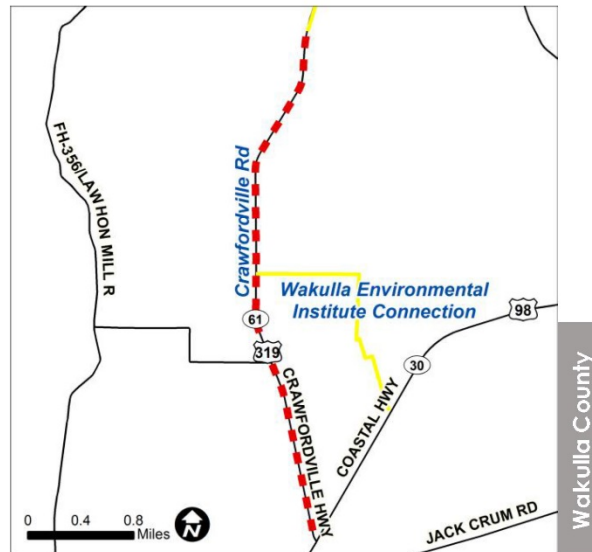 FH-356/LAWHON MILL R
Crawfordville Rd
Wakulla Environmental
Institute Connection
98
61
319
30
CRAWFORDVILLE HWY
COASTAL HWY
JACK CRUM RD
0 0.4 0.8
Miles
N
Wakulla County